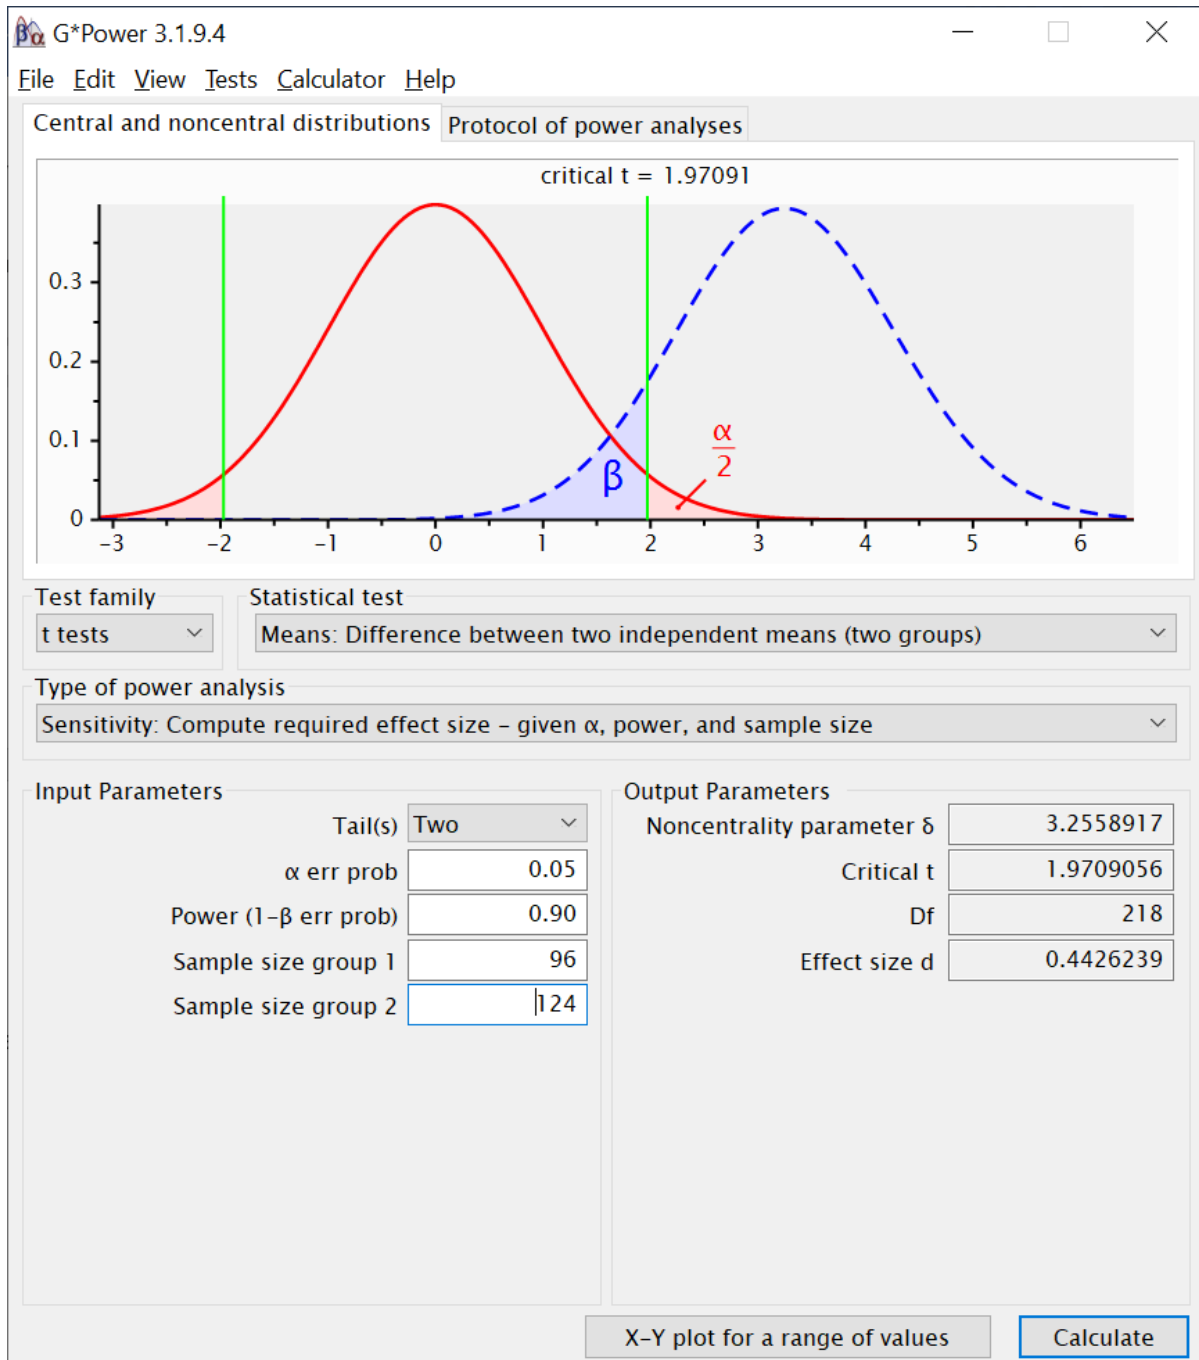 G*Power 3.1.9.4
File Edit View Tests Calculator Help
Central and noncentral distributions Protocol of power analyses
critical t = 1.97091
0.3
0.2
0.1
0
α
2
β
−3 −2 −1 0 1 2 3 4 5 6
Test family Statistical test
t tests Means: Difference between two independent means (two groups)
Type of power analysis
Sensitivity: Compute required effect size – given α, power, and sample size
Input Parameters
Tail(s) Two
α err prob 0.05
Power (1−β err prob) 0.90
Sample size group 1 96
Sample size group 2 124
Output Parameters
Noncentrality parameter δ 3.2558917
Critical t 1.9709056
Df 218
Effect size d 0.4426239
X−Y plot for a range of values Calculate